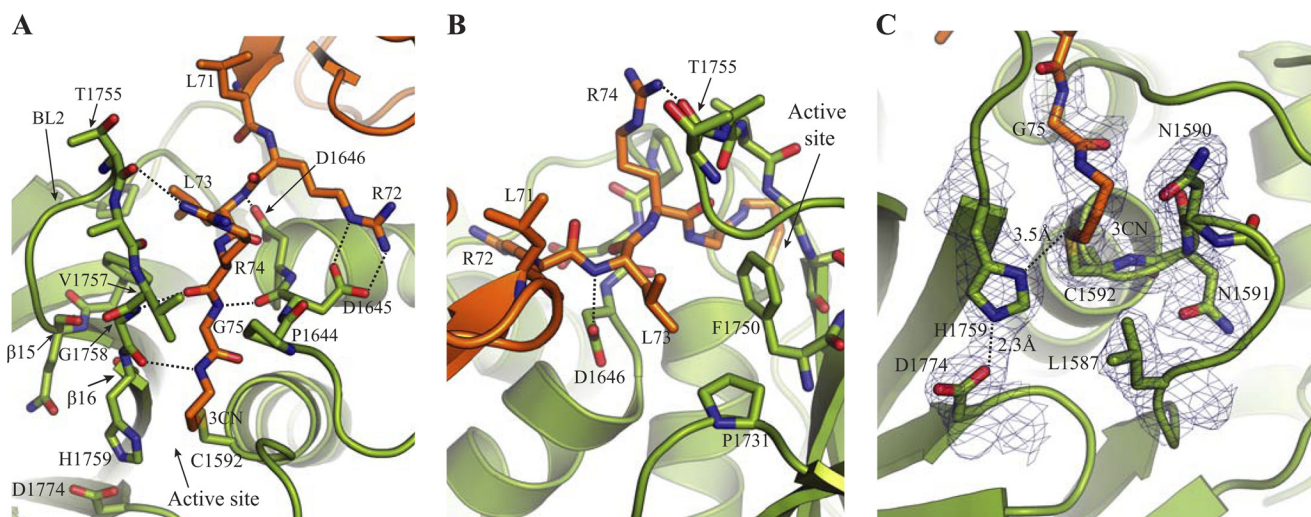 A
L71
T1755
BL2
D1646
L73
R72
R74
V1757
D1645
G75
P1644
β15
G1758
β16
3CN
H1759
C1592
D1774
Active site
B
T1755
R74
Active
site
L71
R72
L73
F1750
D1646
P1731
C
G75
N1590
3.5Å
3CN
C1592
N1591
H1759
2.3Å
D1774
L1587